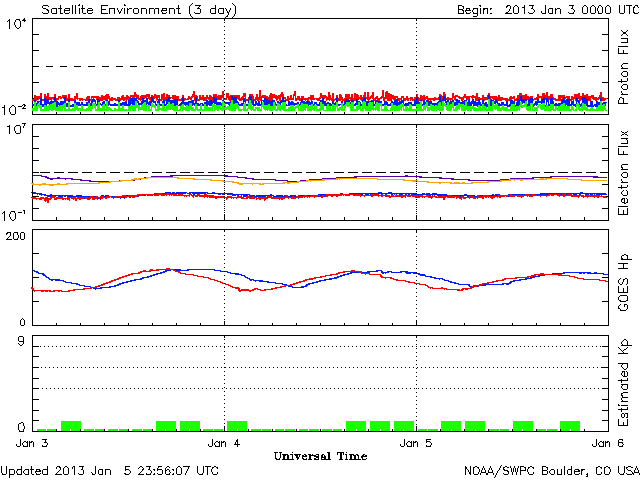 Satellite Environment (3 day) Begin: 2013 Jan 3 0000 UTC
10^4
10^-2
Proton Flux
10^7
10^-1
Electron Flux
200
0
GOES Hp
9
0
Estimated Kp
Jan 3 Jan 4 Jan 5 Jan 6
Universal Time
Updated 2013 Jan 5 23:56:07 UTC NOAA/SWPC Boulder, CO USA